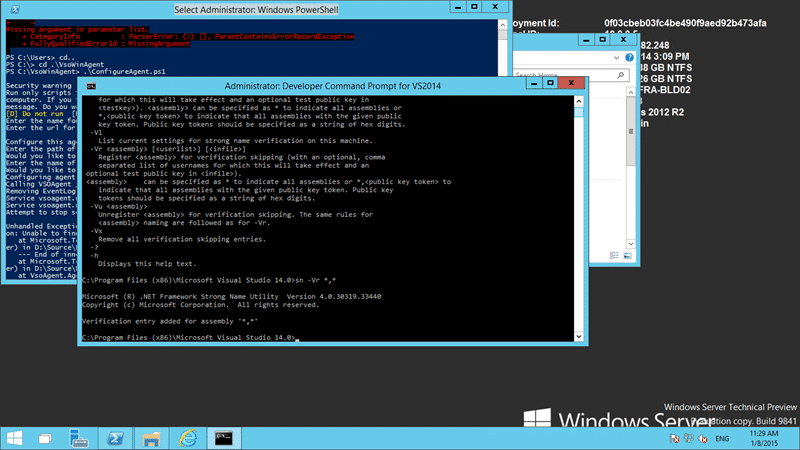 Select Administrator: Windows PowerShell
Missing argument in parameter list.
+ CategoryInfo : ParserError: (:) [], ParentContainsErrorRecordException
+ FullyQualifiedErrorId : MissingArgument
PS C:\Users> cd..
PS C:\> cd .\VsoWinAgent
PS C:\VsoWinAgent> .\ConfigureAgent.ps1
Security warning
Run only scripts
computer. If you
message. Do you wa
[D] Do not run [
Enter the name fo
Enter the url for
Configure this age
Enter the path of
Would you like to
Enter the name of
Would you like to
Configuring agent
Calling VSOAgent
Removing EventLog
Service vsoagent.
Service vsoagent.
Attempt to stop s
Unhandled Excepti
on: Unable to find
at Microsoft.T
er) in D:\Source\
--- End of inn
at Microsoft.T
er) in D:\Source\
at VsoAgent.Ag
oyment Id: 0f03cbeb03fc4be490f9aed92b473afa
82.248
14 3:09 PM
38 GB NTFS
26 GB NTFS
FRA-BLD02
s 2012 R2
in
Search Home
Administrator: Developer Command Prompt for VS2014
for which this will take effect and an optional test public key in
<testkey>). <assembly> can be specified as * to indicate all assemblies or
*,<public key token> to indicate that all assemblies with the given public
key token. Public key tokens should be specified as a string of hex digits.
-Vl
List current settings for strong name verification on this machine.
-Vr <assembly> [<userlist>] [<infile>]
Register <assembly> for verification skipping (with an optional, comma
separated list of usernames for which this will take effect and an
optional test public key in <infile>).
<assembly> can be specified as * to indicate all assemblies or *,<public key token> to
indicate that all assemblies with the given public key token. Public key
tokens should be specified as a string of hex digits.
-Vu <assembly>
Unregister <assembly> for verification skipping. The same rules for
<assembly> naming are followed as for -Vr.
-Vx
Remove all verification skipping entries.
-?
-h
Displays this help text.
C:\Program Files (x86)\Microsoft Visual Studio 14.0>sn -Vr *,*
Microsoft (R) .NET Framework Strong Name Utility Version 4.0.30319.33440
Copyright (c) Microsoft Corporation. All rights reserved.
Verification entry added for assembly '*,*'
C:\Program Files (x86)\Microsoft Visual Studio 14.0>
Windows Server
Windows Server Technical Preview
uation copy. Build 9841
ENG
11:29 AM
1/8/2015